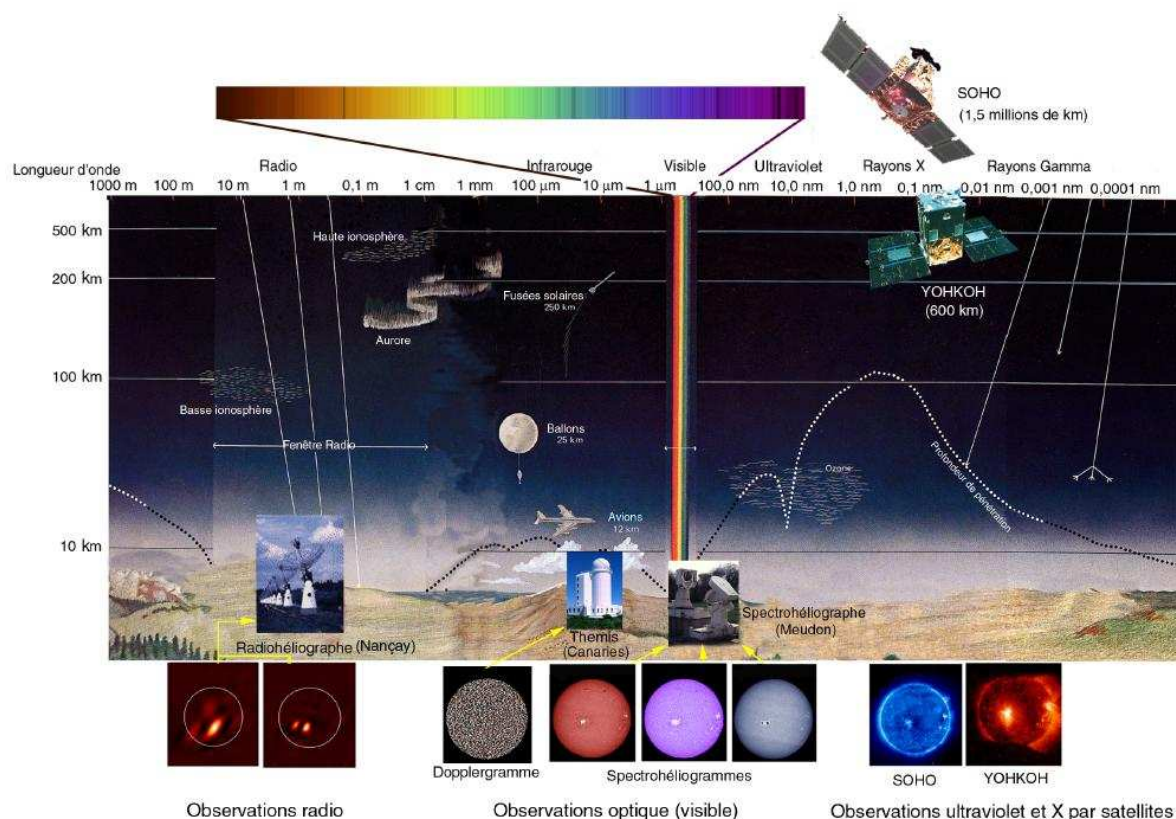 SOHO
(1,5 millions de km)
Longueur d'onde
Radio
Infrarouge
Visible
Ultraviolet
Rayons X
Rayons Gamma
1000 m 100 m 10 m 1 m 0,1 m 1 cm 1 mm 100 µm 10 µm 1 µm 100,0 nm 10,0 nm 1,0 nm 0,1 nm 0,01 nm 0,001 nm 0,0001 nm
500 km
Haute ionosphère
200 km
Fusées solaires
250 km
YOHKOH
(600 km)
Aurore
100 km
Basse ionosphère
Fenêtre Radio
Ballons
25 km
Ozone
Profondeur de pénétration
Avions
12 km
10 km
Radiohéliographe (Nançay)
Themis
(Canaries)
Spectrohéliographe
(Meudon)
Dopplergramme
Spectrohéliogrammes
SOHO
YOHKOH
Observations radio
Observations optique (visible)
Observations ultraviolet et X par satellites